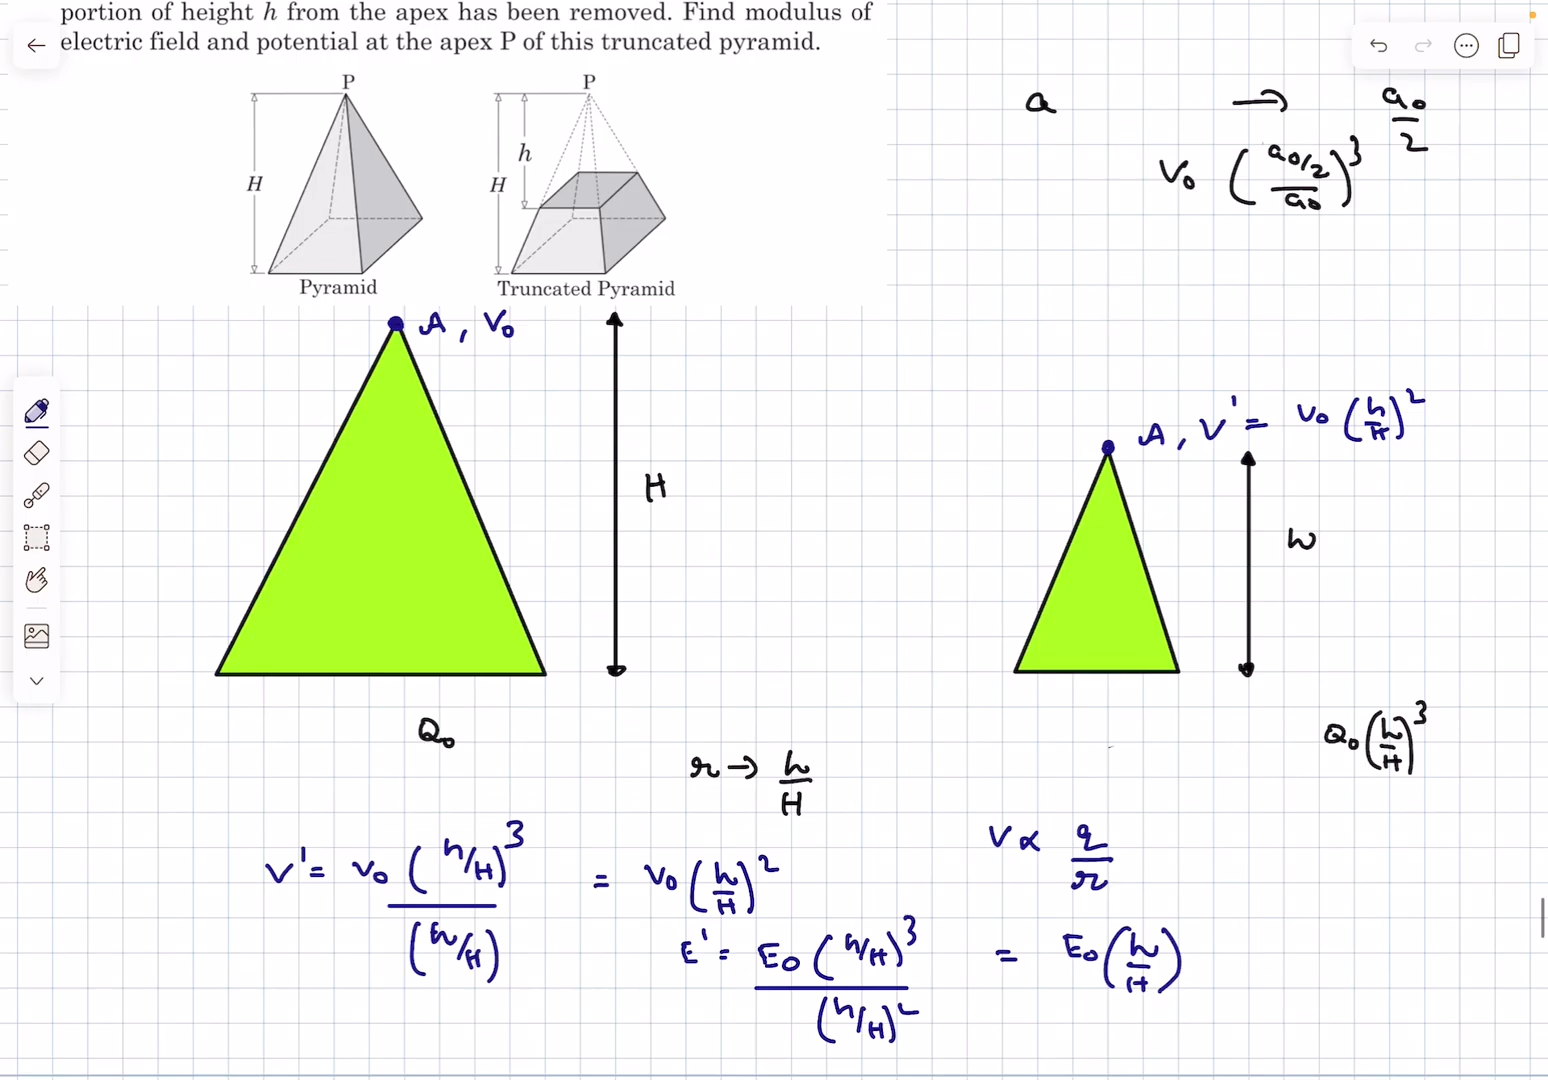 portion of height h from the apex has been removed. Find modulus of
electric field and potential at the apex P of this truncated pyramid.
P
H
Pyramid
P
h
H
Truncated Pyramid
a → a₀/2
V₀ ((a₀/2)/a₀)³
A, V₀
H
Q₀
A, V' = V₀ (h/H)²
h
Q₀ (h/H)³
r → h/H
V ∝ q/r
V' = V₀ (h/H)³ / (h/H) = V₀ (h/H)²
E' = E₀ (h/H)³ / (h/H)² = E₀ (h/H)